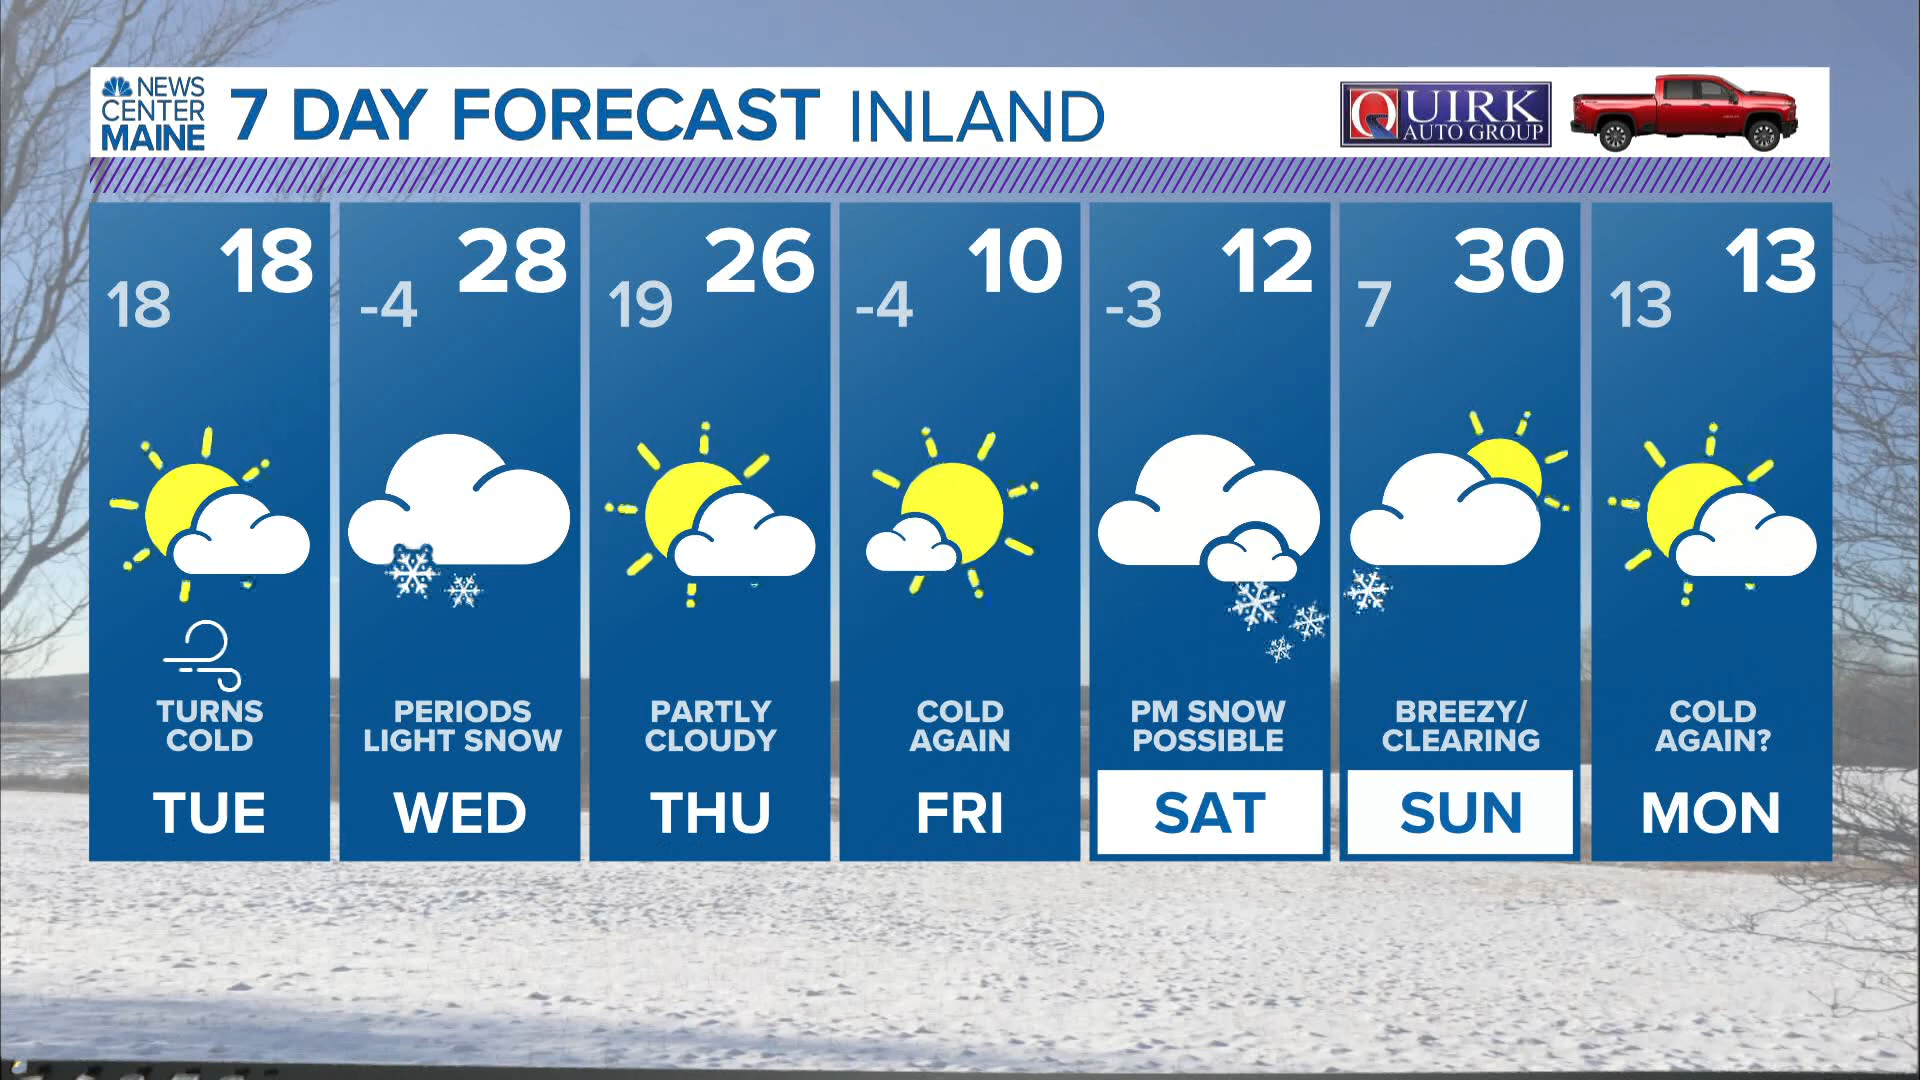 NEWS
CENTER
MAINE
7 DAY FORECAST INLAND
QUIRK
AUTO GROUP
18 18
-4 28
19 26
-4 10
-3 12
7 30
13 13
TURNS
COLD
PERIODS
LIGHT SNOW
PARTLY
CLOUDY
COLD
AGAIN
PM SNOW
POSSIBLE
BREEZY/
CLEARING
COLD
AGAIN?
TUE
WED
THU
FRI
SAT
SUN
MON